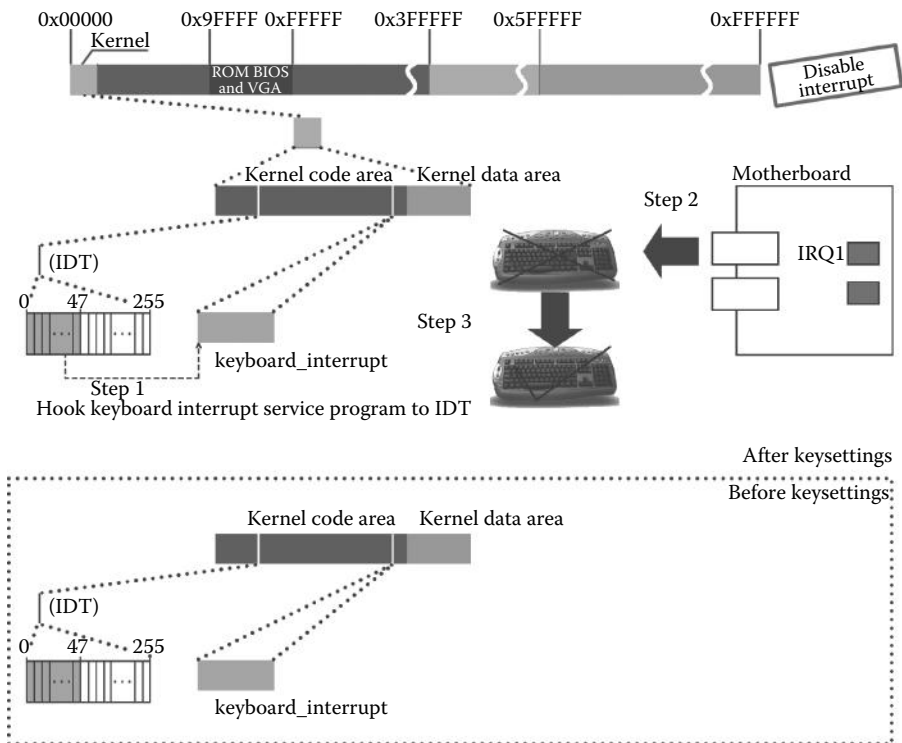 0x00000 0x9FFFF 0xFFFFF 0x3FFFFF 0x5FFFFF 0xFFFFFF
Kernel
ROM BIOS
and VGA
Disable
interrupt
Kernel code area Kernel data area
Motherboard
Step 2
(IDT)
IRQ1
0 47 255
Step 3
keyboard_interrupt
Step 1
Hook keyboard interrupt service program to IDT
After keysettings
Before keysettings
Kernel code area Kernel data area
(IDT)
0 47 255
keyboard_interrupt